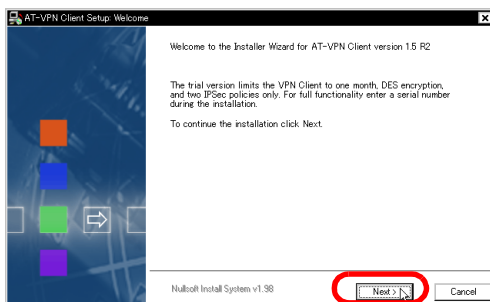 AT-VPN Client Setup: Welcome
Welcome to the Installer Wizard for AT-VPN Client version 1.5 R2
The trial version limits the VPN Client to one month, DES encryption,
and two IPSec policies only. For full functionality enter a serial number
during the installation.
To continue the installation click Next.
Nullsoft Install System v1.98
Next >
Cancel